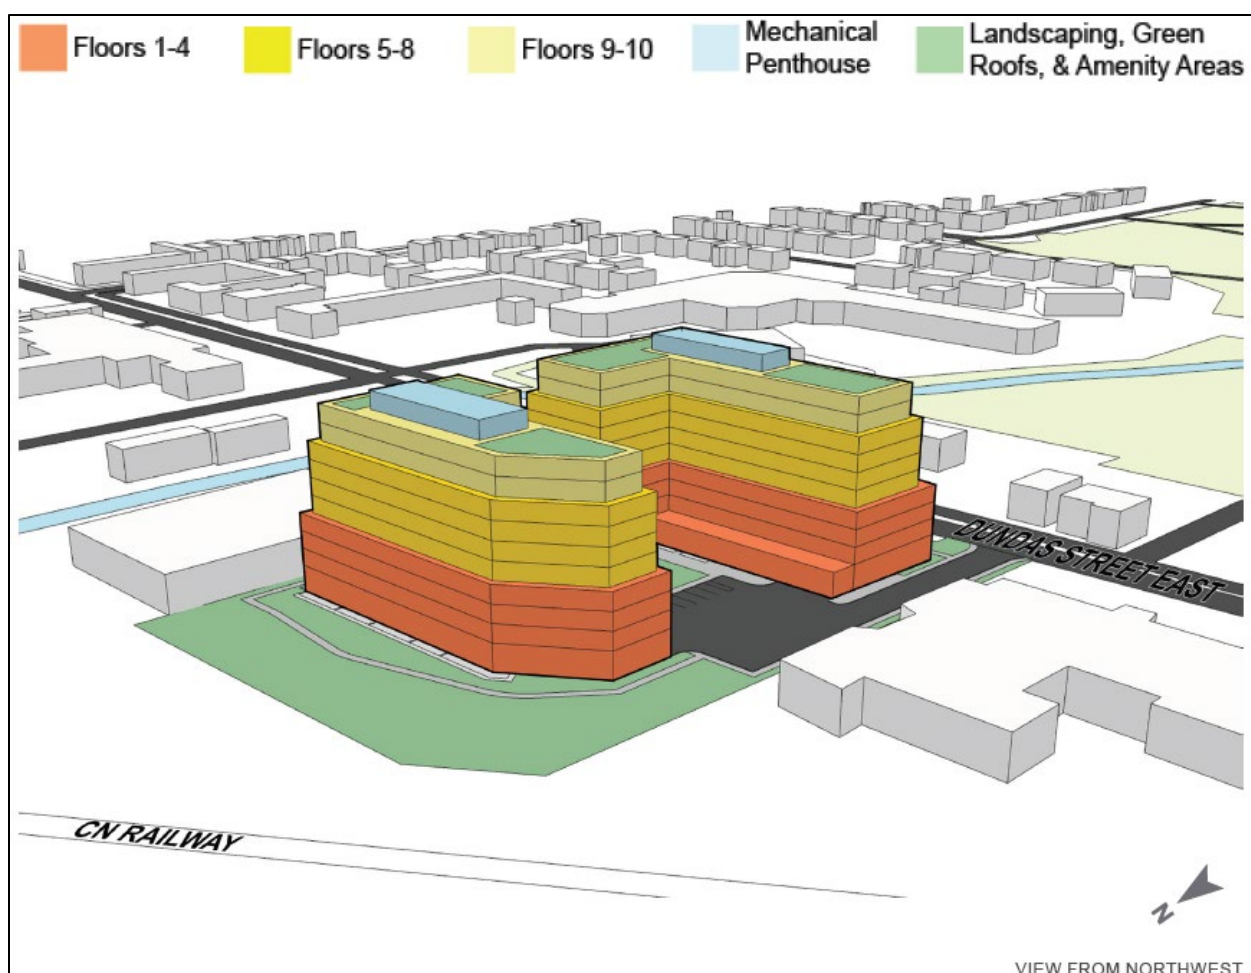 Floors 1-4
Floors 5-8
Floors 9-10
Mechanical
Penthouse
Landscaping, Green
Roofs, & Amenity Areas
DUNDAS STREET EAST
CN RAILWAY
N
VIEW FROM NORTHWEST